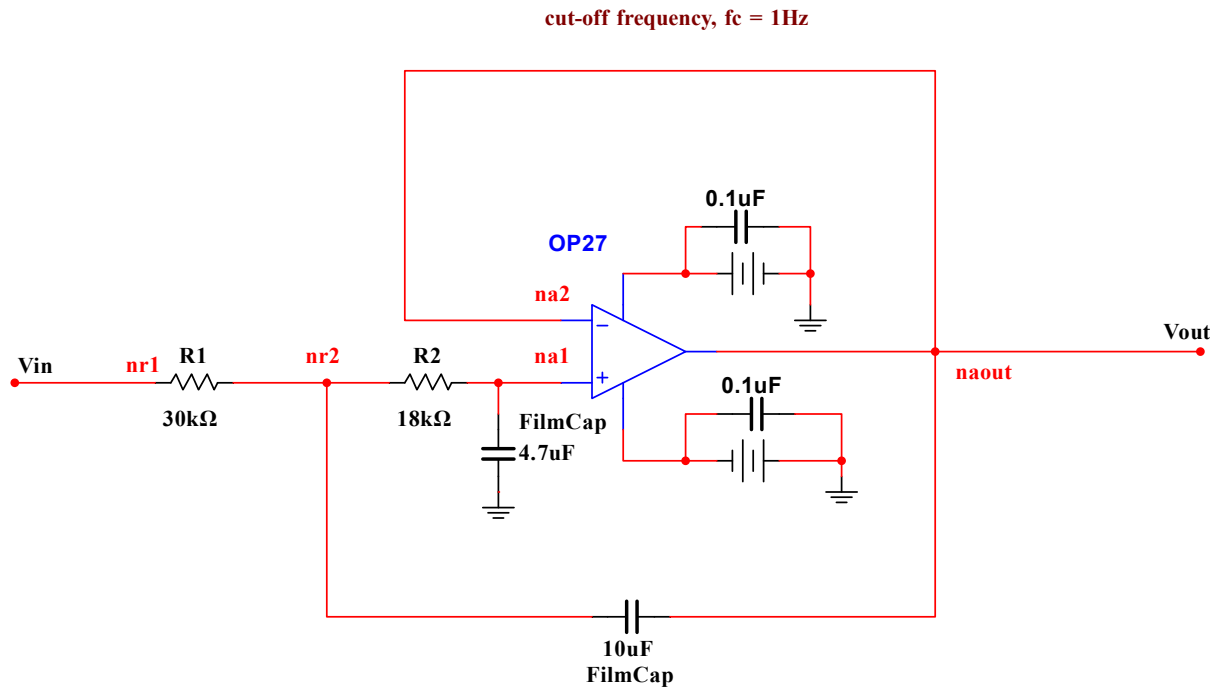 cut-off frequency, fc = 1Hz
0.1uF
OP27
na2
Vin
nr1
R1
nr2
R2
na1
Vout
naout
30kΩ
18kΩ
FilmCap
4.7uF
0.1uF
10uF
FilmCap